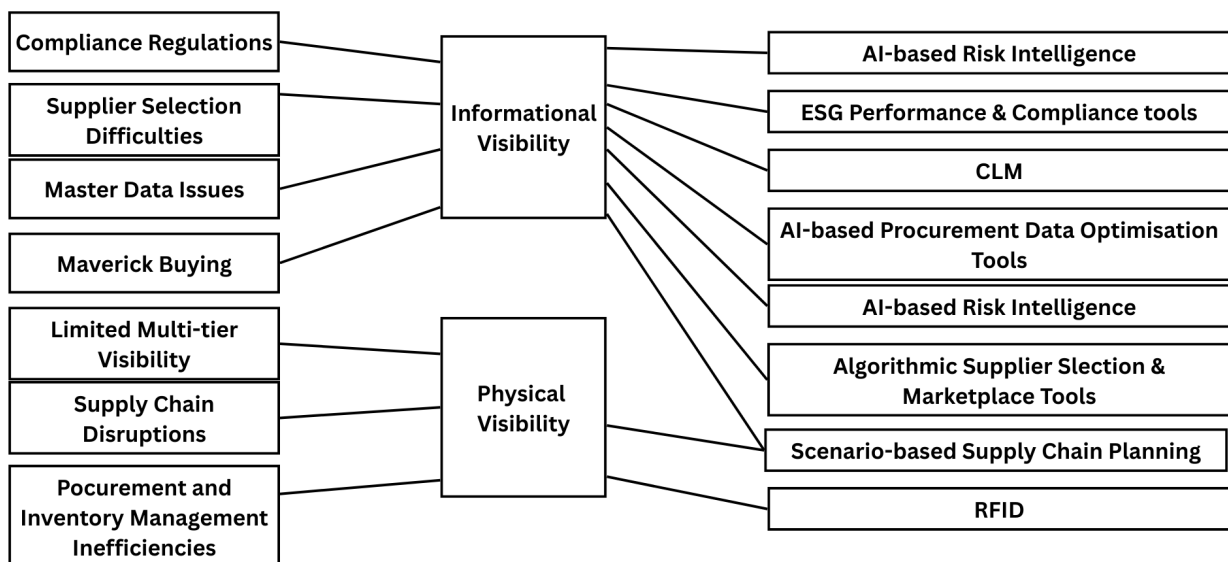 Compliance Regulations
Supplier Selection
Difficulties
Master Data Issues
Maverick Buying
Limited Multi-tier
Visibility
Supply Chain
Disruptions
Pocurement and
Inventory Management
Inefficiencies
Informational
Visibility
Physical
Visibility
AI-based Risk Intelligence
ESG Performance & Compliance tools
CLM
AI-based Procurement Data Optimisation
Tools
AI-based Risk Intelligence
Algorithmic Supplier Slection &
Marketplace Tools
Scenario-based Supply Chain Planning
RFID